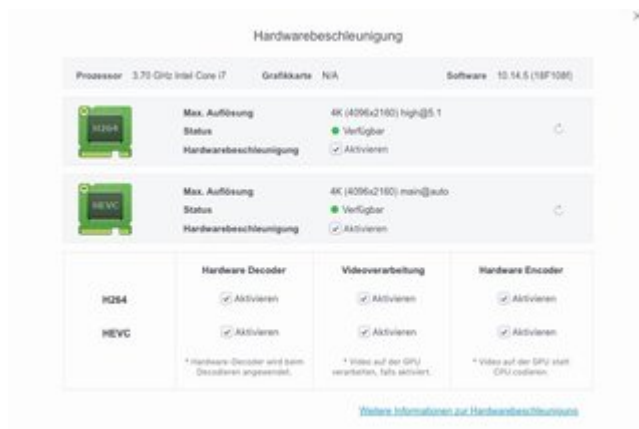 Hardwarebeschleunigung
Prozessor 3.70 GHz Intel Core i7 Grafikkarte N/A Software 10.14.5 (18F108f)
H264
Max. Auflösung 4K (4096x2160) high@5.1
Status Verfügbar
Hardwarebeschleunigung Aktivieren
HEVC
Max. Auflösung 4K (4096x2160) main@auto
Status Verfügbar
Hardwarebeschleunigung Aktivieren
Hardware Decoder Videoverarbeitung Hardware Encoder
H264 Aktivieren Aktivieren Aktivieren
HEVC Aktivieren Aktivieren Aktivieren
* Hardware-Decoder wird beim * Video auf der GPU * Video auf der GPU statt
Decodieren angewendet. verarbeiten, falls aktiviert. CPU codieren.
Weitere Informationen zur Hardwarebeschleunigung